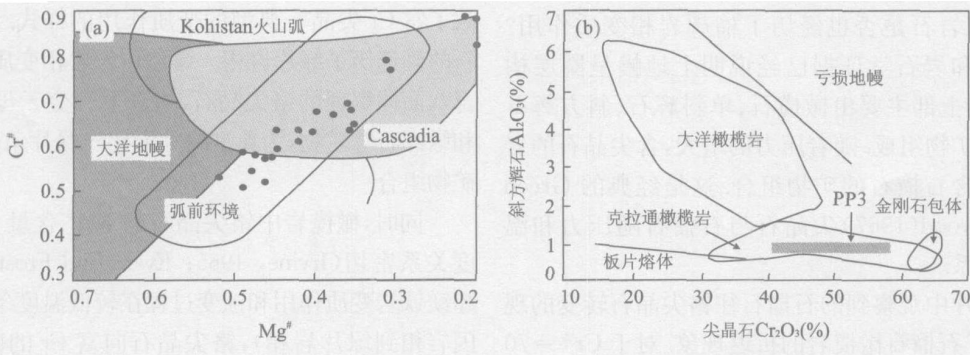 (a)
Kohistan火山弧
大洋地幔
Cascadia
弧前环境
Cr#
0.9
0.8
0.7
0.6
0.5
0.4
0.3
0.7 0.6 0.5 0.4 0.3 0.2
Mg#
(b)
亏损地幔
大洋橄榄岩
PP3
金刚石包体
克拉通橄榄岩
板片熔体
斜方辉石Al₂O₃(%)
7
6
5
4
3
2
1
0
10 20 30 40 50 60 70
尖晶石Cr₂O₃(%)